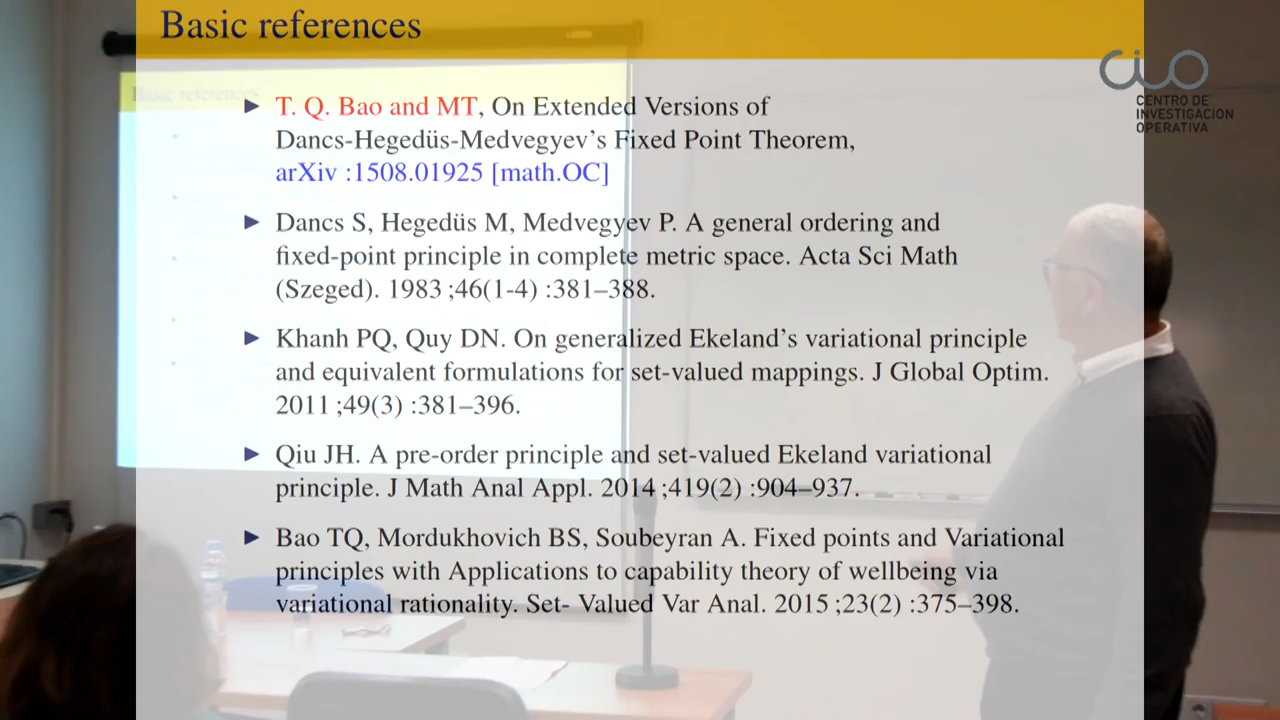 Basic references
CIO
CENTRO DE
INVESTIGACION
OPERATIVA
▶ T. Q. Bao and MT, On Extended Versions of
Dancs-Hegedüs-Medvegyev's Fixed Point Theorem,
arXiv :1508.01925 [math.OC]
▶ Dancs S, Hegedüs M, Medvegyev P. A general ordering and
fixed-point principle in complete metric space. Acta Sci Math
(Szeged). 1983 ;46(1-4) :381–388.
▶ Khanh PQ, Quy DN. On generalized Ekeland's variational principle
and equivalent formulations for set-valued mappings. J Global Optim.
2011 ;49(3) :381–396.
▶ Qiu JH. A pre-order principle and set-valued Ekeland variational
principle. J Math Anal Appl. 2014 ;419(2) :904–937.
▶ Bao TQ, Mordukhovich BS, Soubeyran A. Fixed points and Variational
principles with Applications to capability theory of wellbeing via
variational rationality. Set- Valued Var Anal. 2015 ;23(2) :375–398.
Basic references